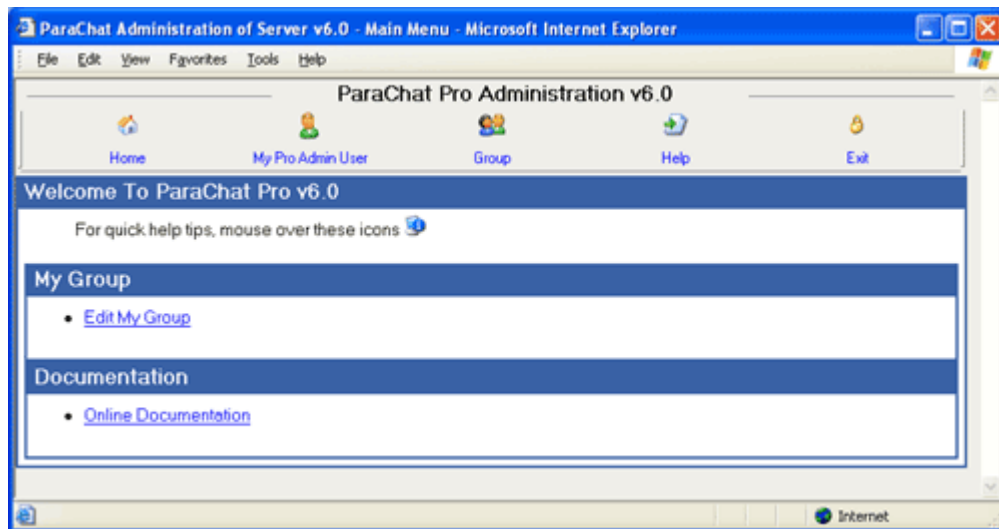 ParaChat Administration of Server v6.0 - Main Menu - Microsoft Internet Explorer
File Edit View Favorites Tools Help
ParaChat Pro Administration v6.0
Home My Pro Admin User Group Help Exit
Welcome To ParaChat Pro v6.0
For quick help tips, mouse over these icons
My Group
Edit My Group
Documentation
Online Documentation
Internet